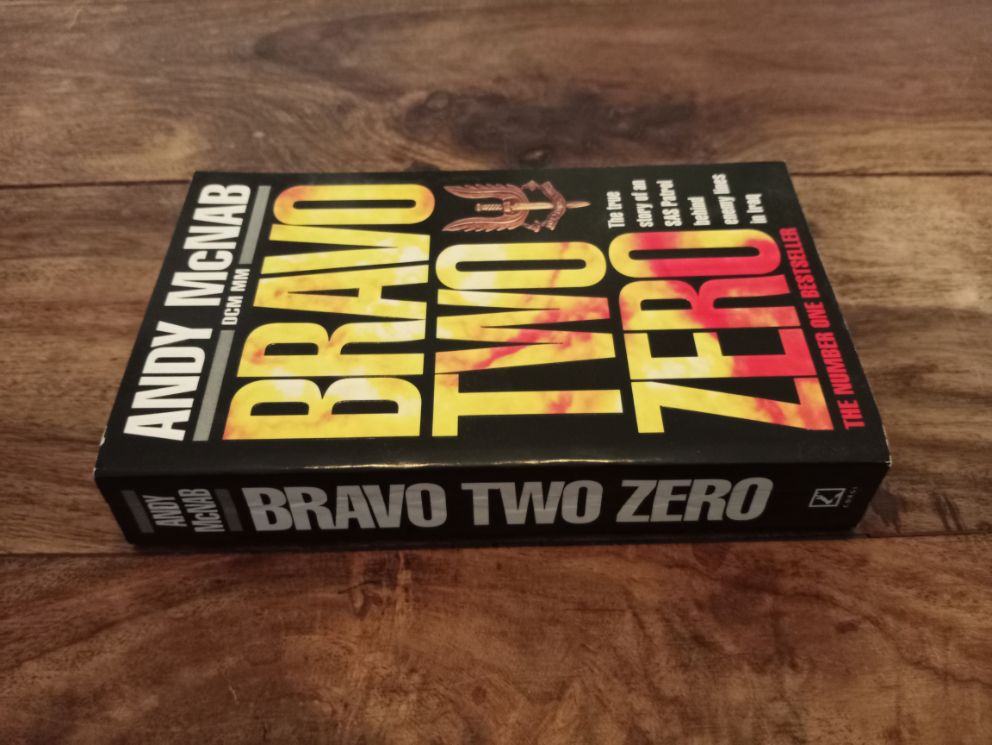 ANDY McNAB
DCM MM
BRAVO
TWO
ZERO
The true
story of an
SAS Patrol
behind
enemy lines
in Iraq
THE NUMBER ONE BESTSELLER
ANDY
McNAB
BRAVO TWO ZERO
CORGI